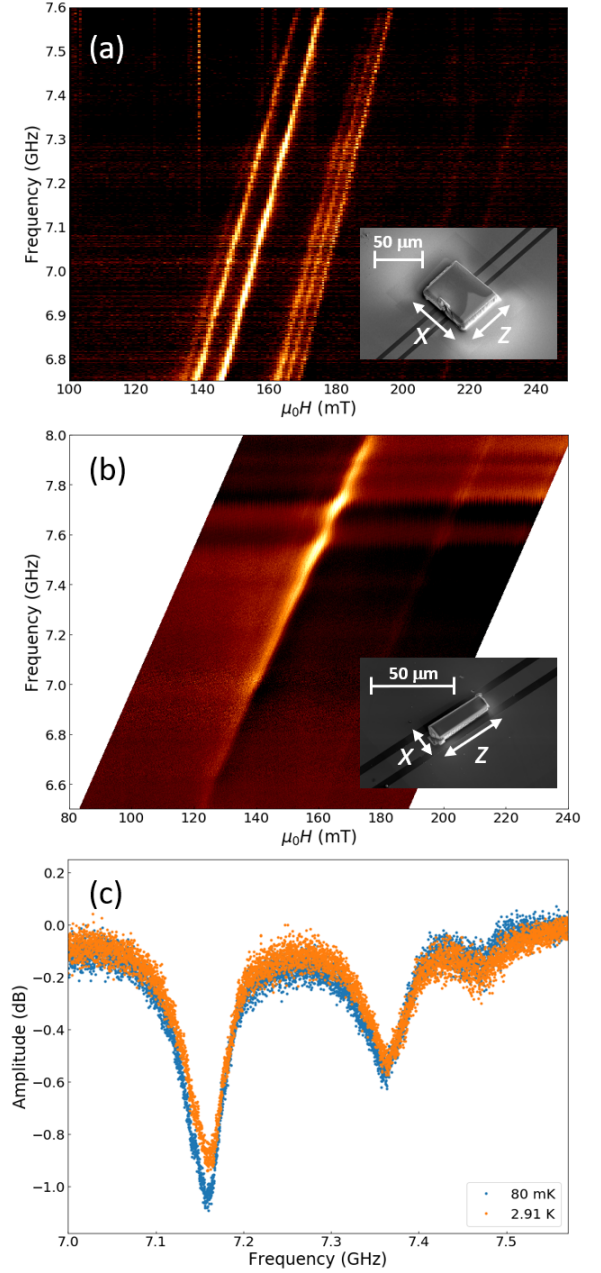 (a)
7.6
7.5
7.4
7.3
7.2
7.1
7.0
6.9
6.8
Frequency (GHz)
50 μm
X
Z
100 120 140 160 180 200 220 240
μ₀H (mT)
(b)
8.0
7.8
7.6
7.4
7.2
7.0
6.8
6.6
Frequency (GHz)
50 μm
X
Z
80 100 120 140 160 180 200 220 240
μ₀H (mT)
(c)
0.2
0.0
−0.2
−0.4
−0.6
−0.8
−1.0
Amplitude (dB)
80 mK
2.91 K
7.0 7.1 7.2 7.3 7.4 7.5
Frequency (GHz)